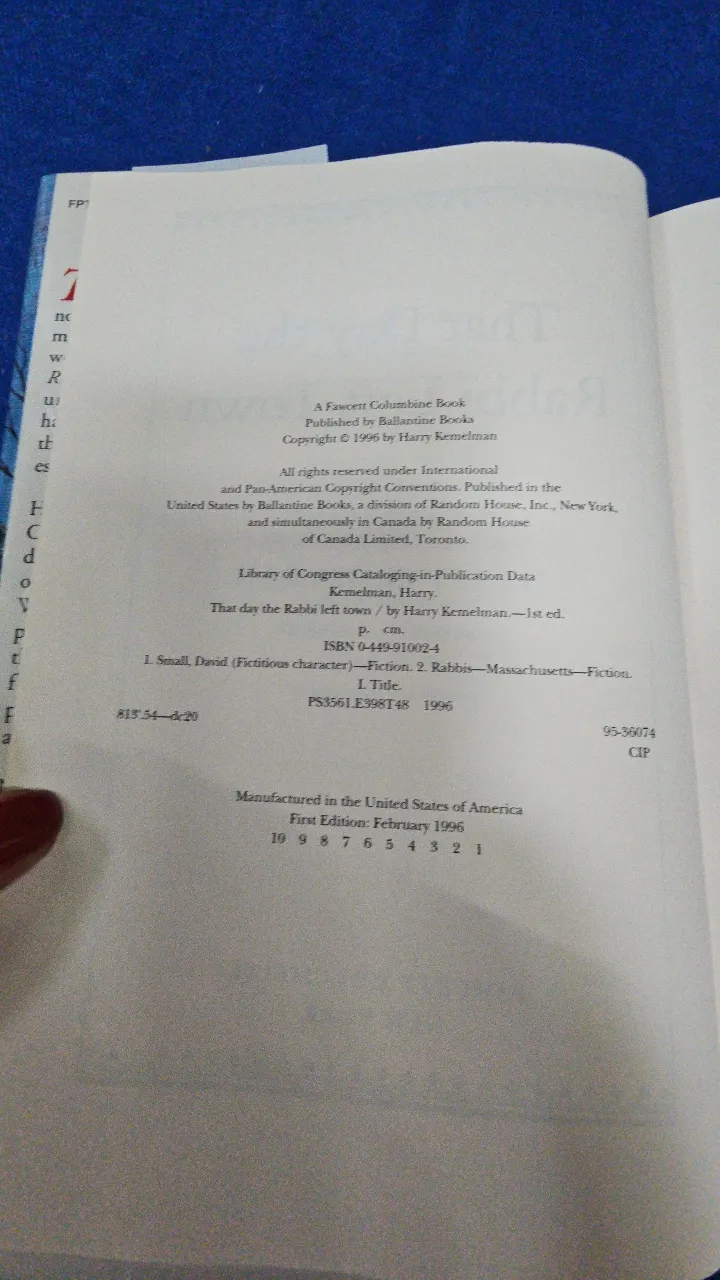 A Fawcett Columbine Book
Published by Ballantine Books
Copyright © 1996 by Harry Kemelman
All rights reserved under International
and Pan-American Copyright Conventions. Published in the
United States by Ballantine Books, a division of Random House, Inc., New York,
and simultaneously in Canada by Random House
of Canada Limited, Toronto.
Library of Congress Cataloging-in-Publication Data
Kemelman, Harry.
That day the Rabbi left town / by Harry Kemelman.—1st ed.
p. cm.
ISBN 0-449-91002-4
1. Small, David (Fictitious character)—Fiction. 2. Rabbis—Massachusetts—Fiction.
I. Title.
PS3561.E398T48 1996
813'.54—dc20
95-36074
CIP
Manufactured in the United States of America
First Edition: February 1996
10 9 8 7 6 5 4 3 2 1